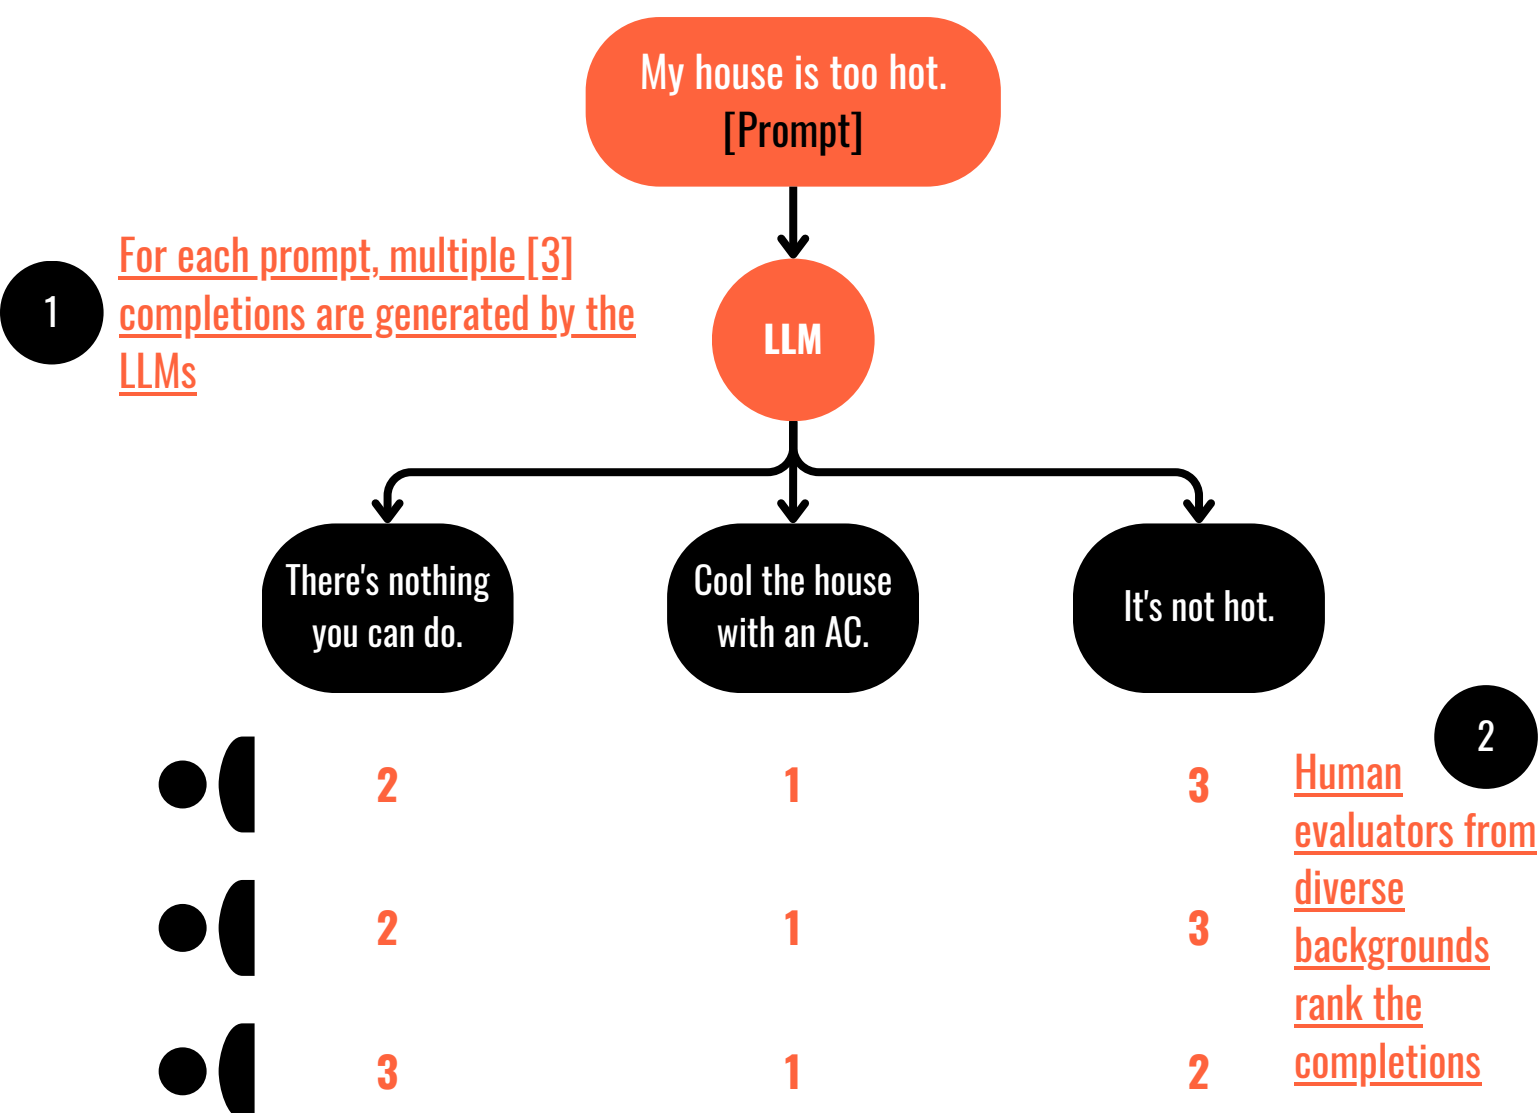 My house is too hot.
[Prompt]
1
For each prompt, multiple [3]
completions are generated by the
LLMs
LLM
There's nothing
you can do.
Cool the house
with an AC.
It's not hot.
2
Human
evaluators from
diverse
backgrounds
rank the
completions
2 1 3
2 1 3
3 1 2